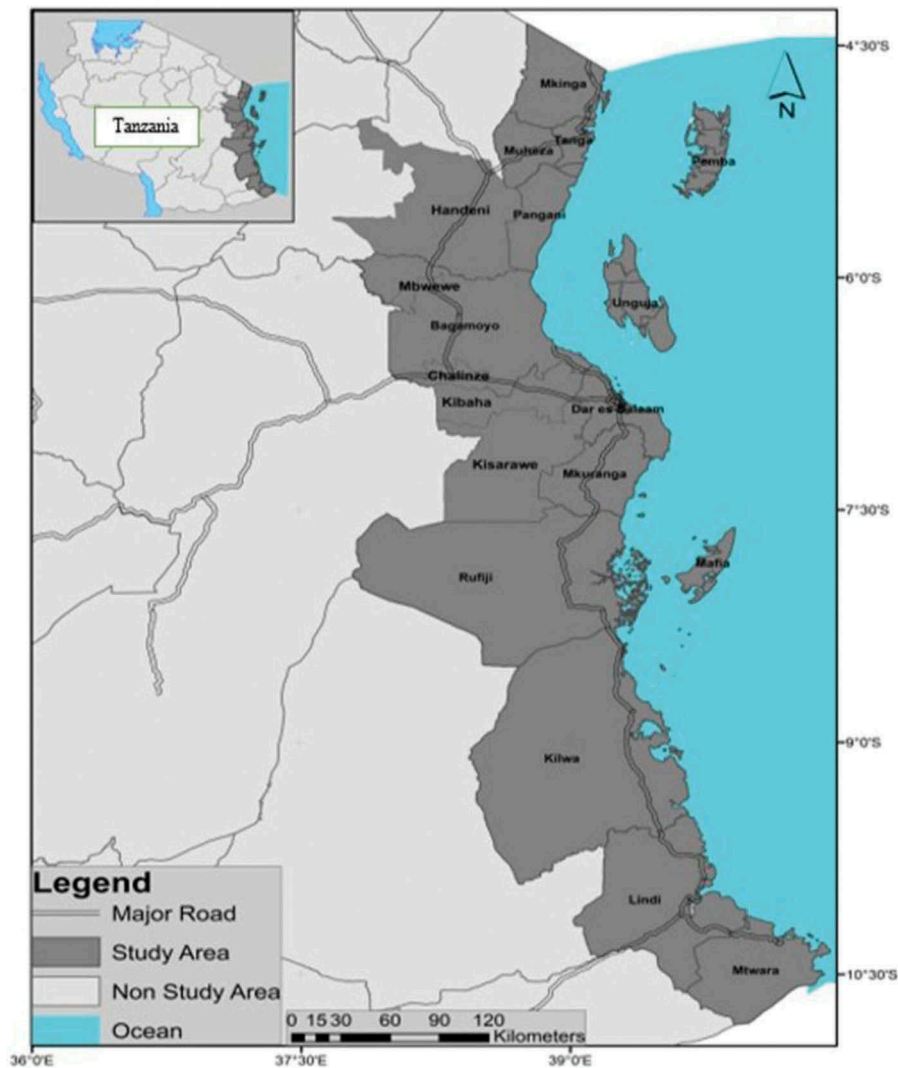 Tanzania
4°30'S
Mkinga
Tanga
Muheza
Pemba
Handeni
Pangani
6°0'S
Mbwewe
Unguja
Bagamoyo
Chalinze
Kibaha
Dar es Salaam
Kisarawe
Mkuranga
7°30'S
Mafia
Rufiji
9°0'S
Kilwa
Lindi
Mtwara
10°30'S
N
Legend
Major Road
Study Area
Non Study Area
Ocean
0 15 30 60 90 120
Kilometers
36°0'E
37°30'E
39°0'E